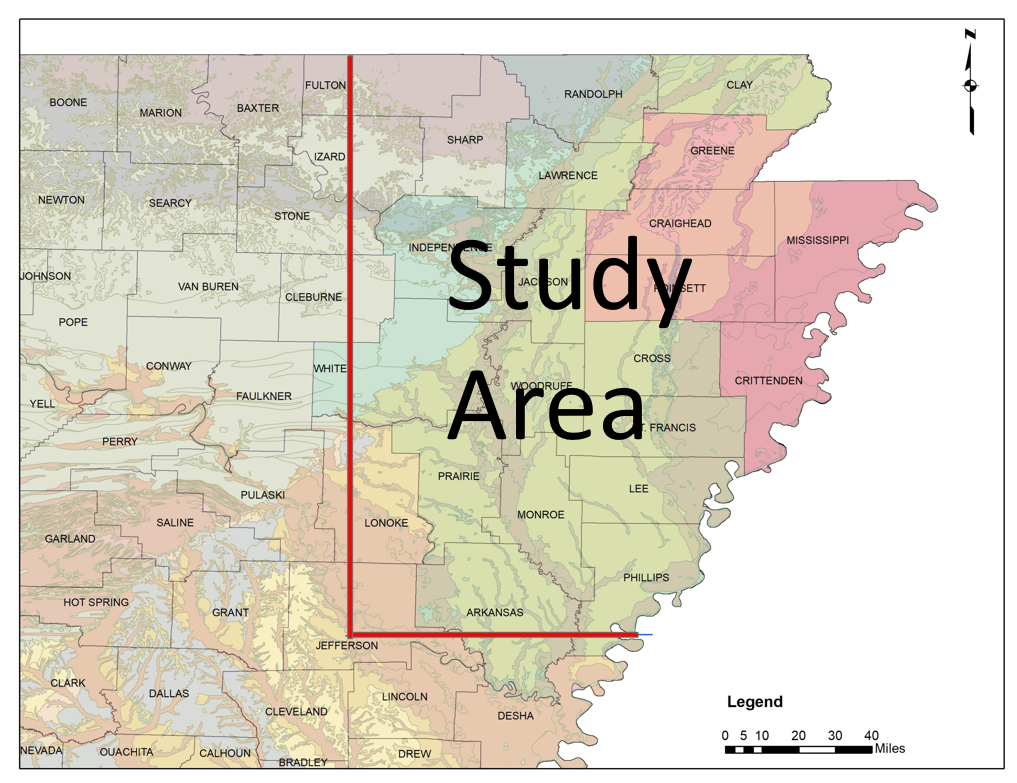 N
FULTON
RANDOLPH
CLAY
BOONE
MARION
BAXTER
SHARP
GREENE
IZARD
LAWRENCE
NEWTON
SEARCY
STONE
CRAIGHEAD
MISSISSIPPI
INDEPENDENCE
Study
JOHNSON
VAN BUREN
CLEBURNE
JACKSON
POINSETT
POPE
CONWAY
WHITE
CROSS
CRITTENDEN
WOODRUFF
Area
YELL
FAULKNER
ST. FRANCIS
PERRY
PRAIRIE
LEE
PULASKI
SALINE
LONOKE
MONROE
GARLAND
PHILLIPS
HOT SPRING
GRANT
ARKANSAS
JEFFERSON
CLARK
DALLAS
LINCOLN
CLEVELAND
DESHA
Legend
0 5 10 20 30 40
Miles
NEVADA
OUACHITA
CALHOUN
BRADLEY
DREW